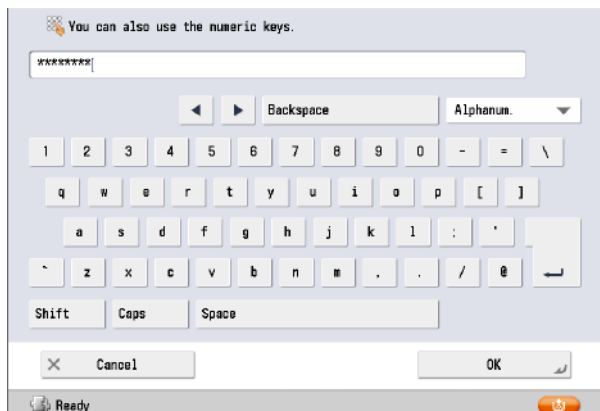 You can also use the numeric keys.
********
Backspace Alphanum.
1 2 3 4 5 6 7 8 9 0 - = \
q w e r t y u i o p [ ]
a s d f g h j k l ; '
` z x c v b n m , . / @
Shift Caps Space
Cancel OK
Ready